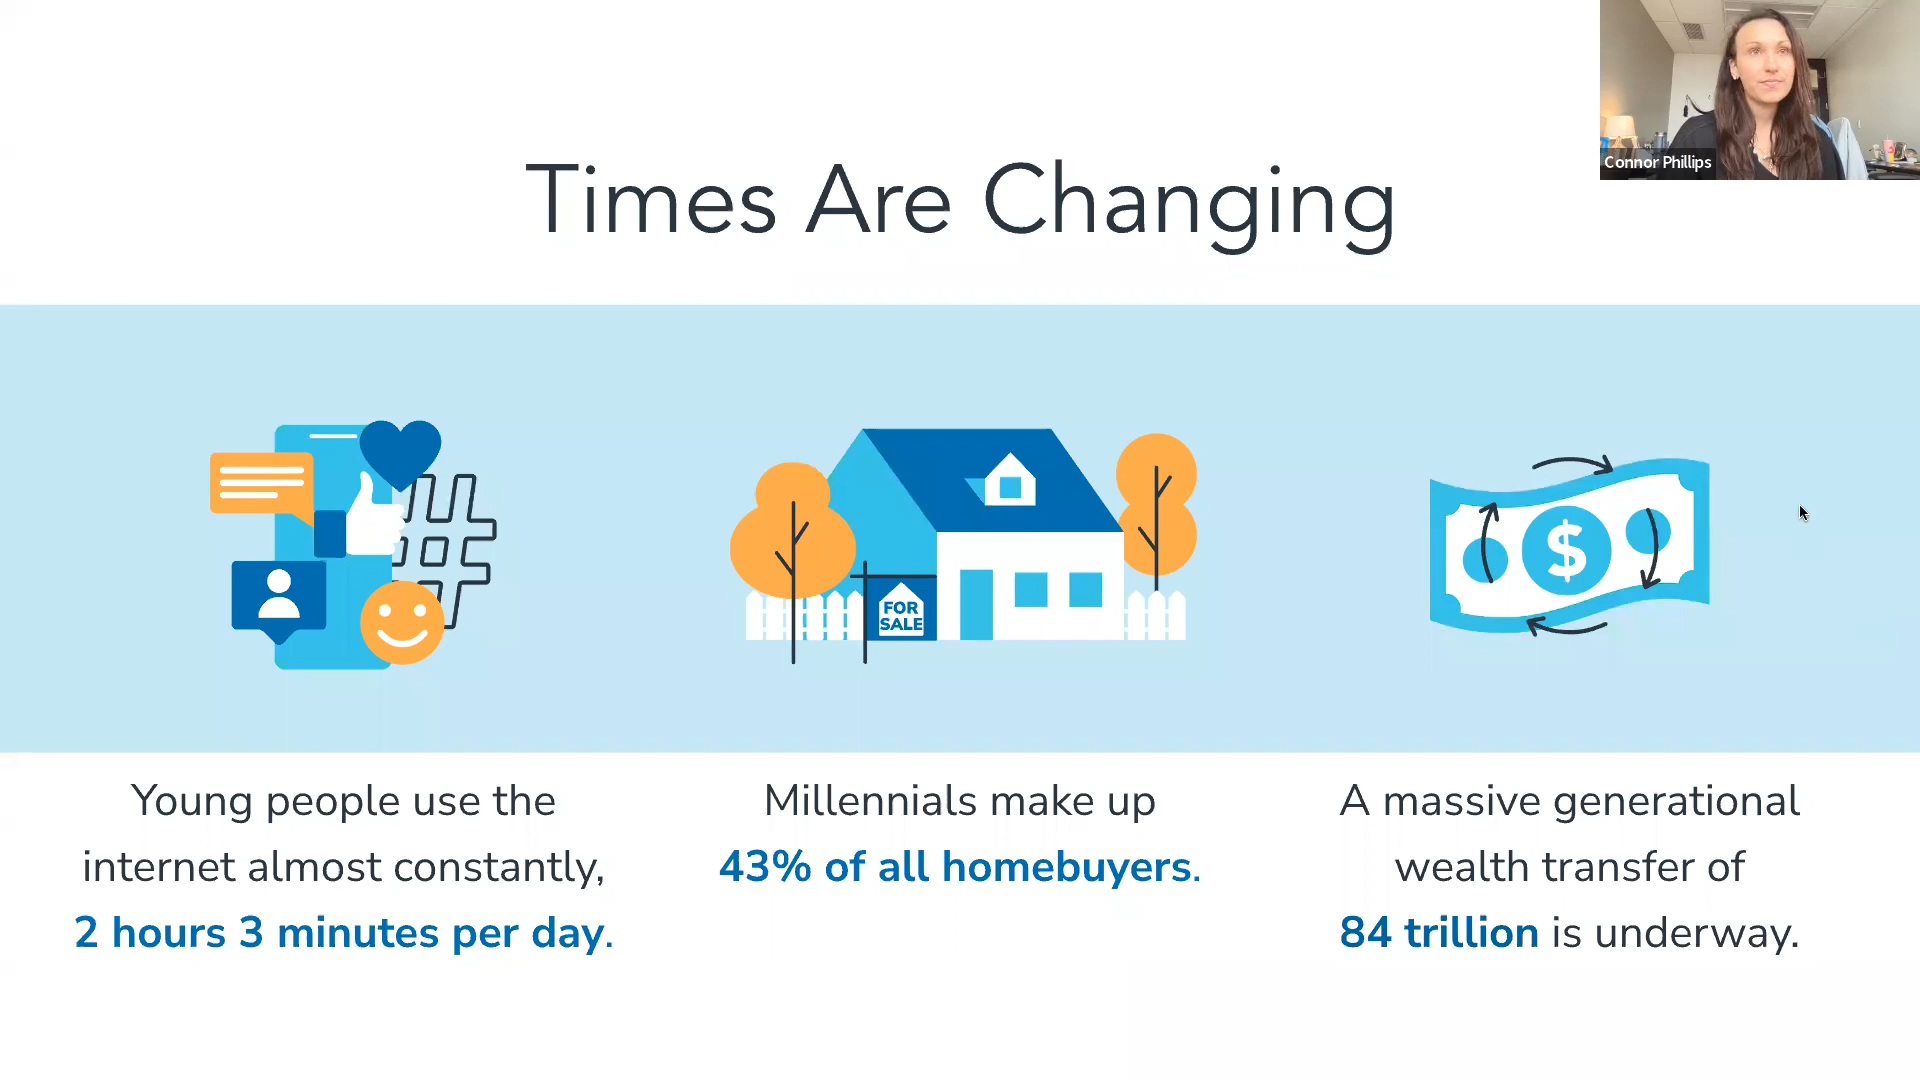 Connor Phillips
Times Are Changing
FOR
SALE
$
Young people use the
internet almost constantly,
2 hours 3 minutes per day.
Millennials make up
43% of all homebuyers.
A massive generational
wealth transfer of
84 trillion is underway.